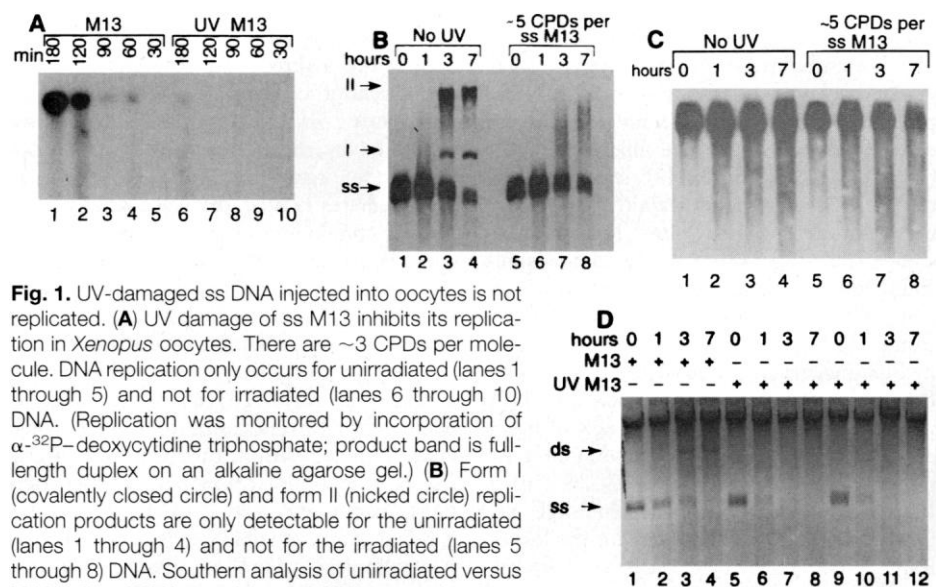 A M13 UV M13
min 180 120 90 60 30 180 120 90 60 30
1 2 3 4 5 6 7 8 9 10
B No UV ~5 CPDs per ss M13
hours 0 1 3 7 0 1 3 7
II
I
ss
1 2 3 4 5 6 7 8
C No UV ~5 CPDs per ss M13
hours 0 1 3 7 0 1 3 7
1 2 3 4 5 6 7 8
Fig. 1. UV-damaged ss DNA injected into oocytes is not
replicated. (A) UV damage of ss M13 inhibits its replica-
tion in Xenopus oocytes. There are ~3 CPDs per mole-
cule. DNA replication only occurs for unirradiated (lanes 1
through 5) and not for irradiated (lanes 6 through 10)
DNA. (Replication was monitored by incorporation of
α-³²P–deoxycytidine triphosphate; product band is full-
length duplex on an alkaline agarose gel.) (B) Form I
(covalently closed circle) and form II (nicked circle) repli-
cation products are only detectable for the unirradiated
(lanes 1 through 4) and not for the irradiated (lanes 5
through 8) DNA. Southern analysis of unirradiated versus
D
hours 0 1 3 7 0 1 3 7 0 1 3 7
M13 + + + + – – – – – – – –
UV M13 – – – – + + + + + + + +
ds
ss
1 2 3 4 5 6 7 8 9 10 11 12